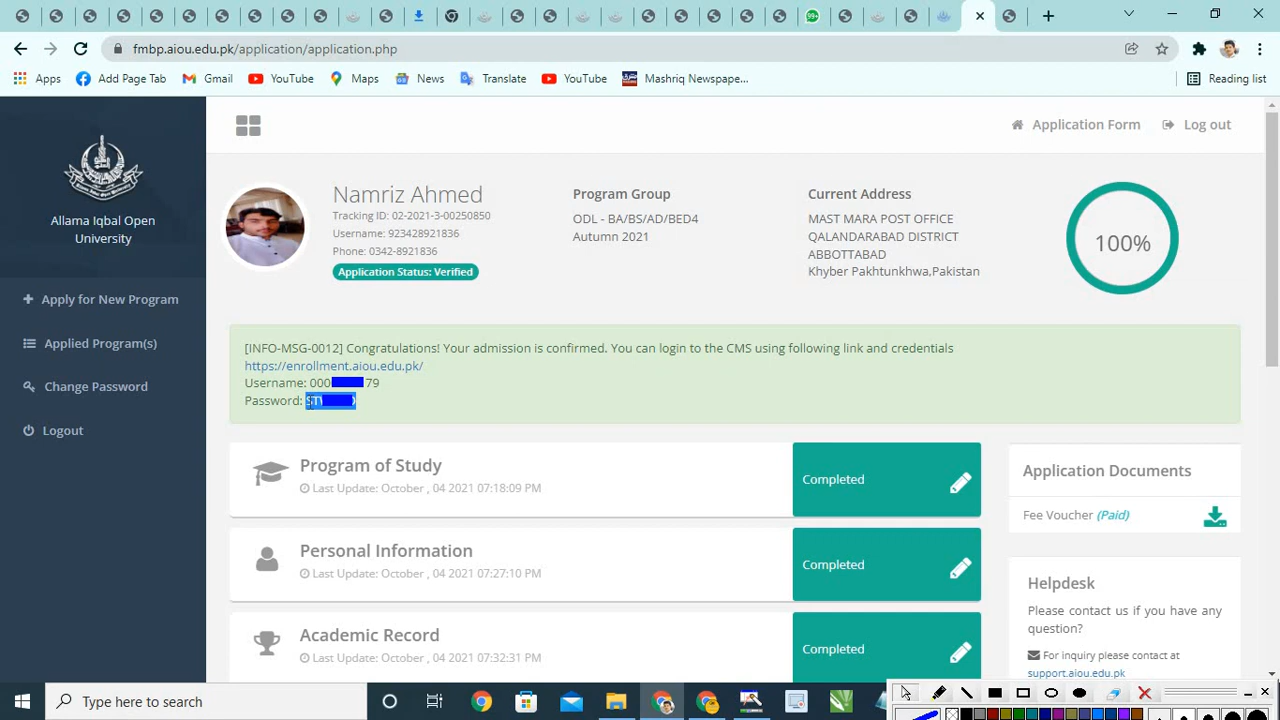 fmbp.aiou.edu.pk/application/application.php
Apps
Add Page Tab
Gmail
YouTube
Maps
News
Translate
YouTube
Mashriq Newspape...
Reading list
99+
Allama Iqbal Open
University
Apply for New Program
Applied Program(s)
Change Password
Logout
Application Form
Log out
Namriz Ahmed
Tracking ID: 02-2021-3-00250850
Username: 923428921836
Phone: 0342-8921836
Application Status: Verified
Program Group
ODL - BA/BS/AD/BED4
Autumn 2021
Current Address
MAST MARA POST OFFICE
QALANDARABAD DISTRICT
ABBOTTABAD
Khyber Pakhtunkhwa,Pakistan
100%
[INFO-MSG-0012] Congratulations! Your admission is confirmed. You can login to the CMS using following link and credentials
https://enrollment.aiou.edu.pk/
Username: 000 79
Password:
Program of Study
Last Update: October , 04 2021 07:18:09 PM
Completed
Personal Information
Last Update: October , 04 2021 07:27:10 PM
Completed
Academic Record
Last Update: October , 04 2021 07:32:31 PM
Completed
Application Documents
Fee Voucher (Paid)
Helpdesk
Please contact us if you have any
question?
For inquiry please contact at
support.aiou.edu.pk
Type here to search